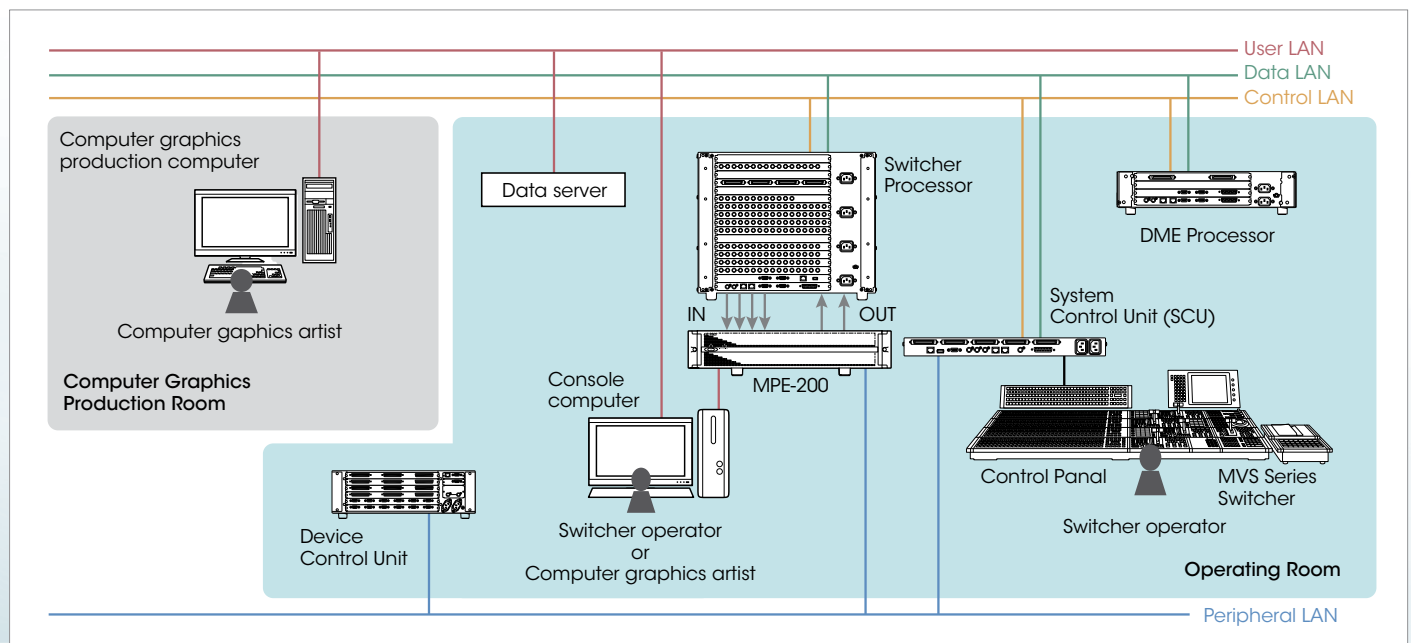 User LAN
Data LAN
Control LAN
Computer graphics
production computer
Computer gaphics artist
Computer Graphics
Production Room
Data server
Switcher
Processor
DME Processor
IN
OUT
MPE-200
System
Control Unit (SCU)
Console
computer
Control Panal
MVS Series
Switcher
Switcher operator
Device
Control Unit
Switcher operator
or
Computer graphics artist
Operating Room
Peripheral LAN